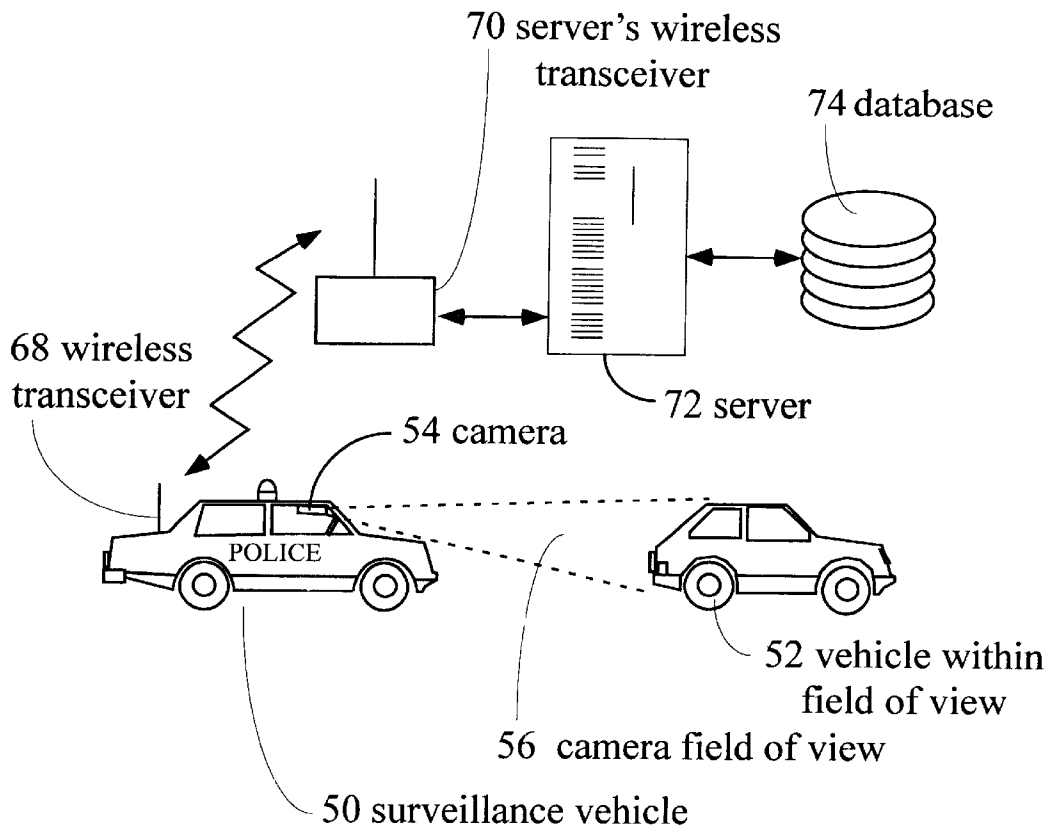 70 server's wireless
transceiver
74 database
68 wireless
transceiver
72 server
54 camera
POLICE
52 vehicle within
field of view
56 camera field of view
50 surveillance vehicle